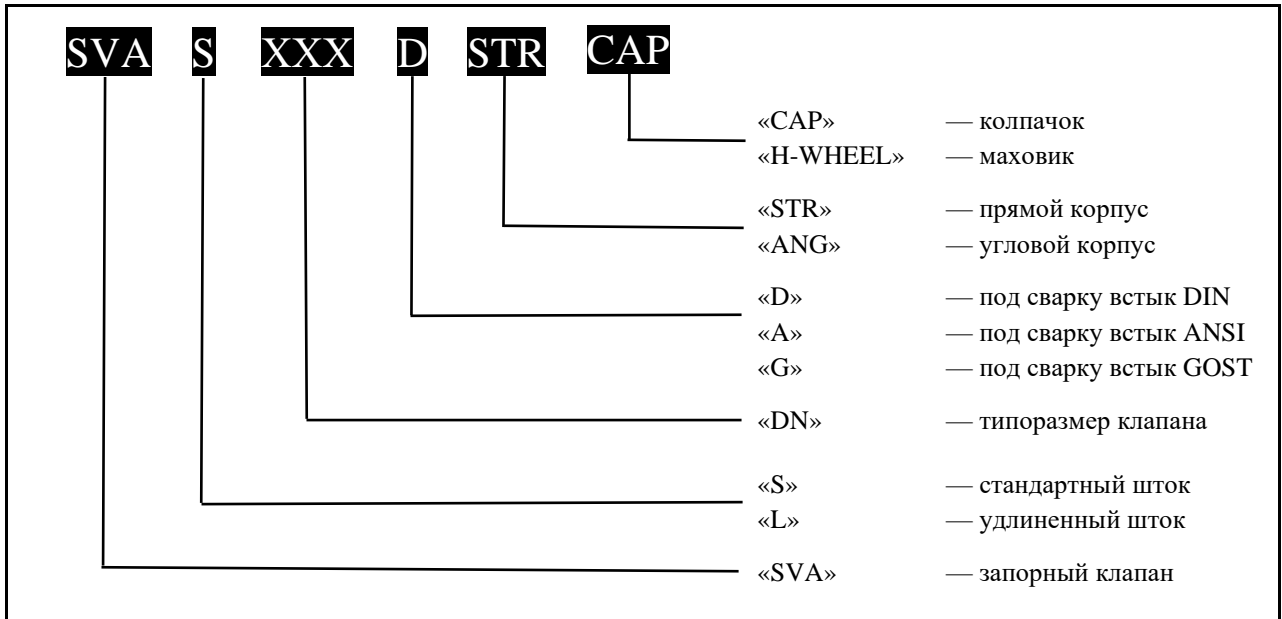 SVA S XXX D STR CAP
«CAP» — колпачок
«H-WHEEL» — маховик
«STR» — прямой корпус
«ANG» — угловой корпус
«D» — под сварку встык DIN
«A» — под сварку встык ANSI
«G» — под сварку встык GOST
«DN» — типоразмер клапана
«S» — стандартный шток
«L» — удлиненный шток
«SVA» — запорный клапан